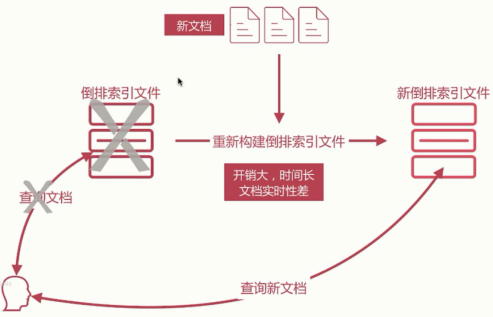 新文档
倒排索引文件
新倒排索引文件
重新构建倒排索引文件
开销大，时间长
文档实时性差
查询文档
查询新文档